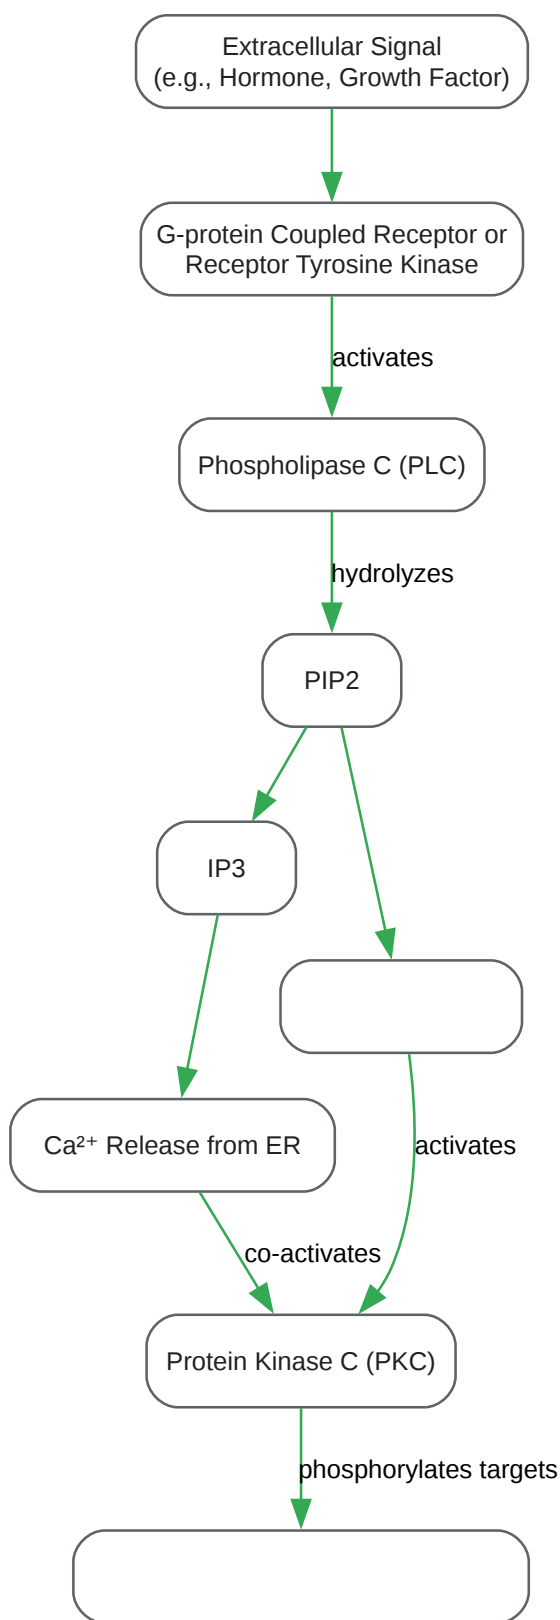 Extracellular Signal
(e.g., Hormone, Growth Factor)
G-protein Coupled Receptor or
Receptor Tyrosine Kinase
activates
Phospholipase C (PLC)
hydrolyzes
PIP2
IP3
Ca²⁺ Release from ER
activates
co-activates
Protein Kinase C (PKC)
phosphorylates targets